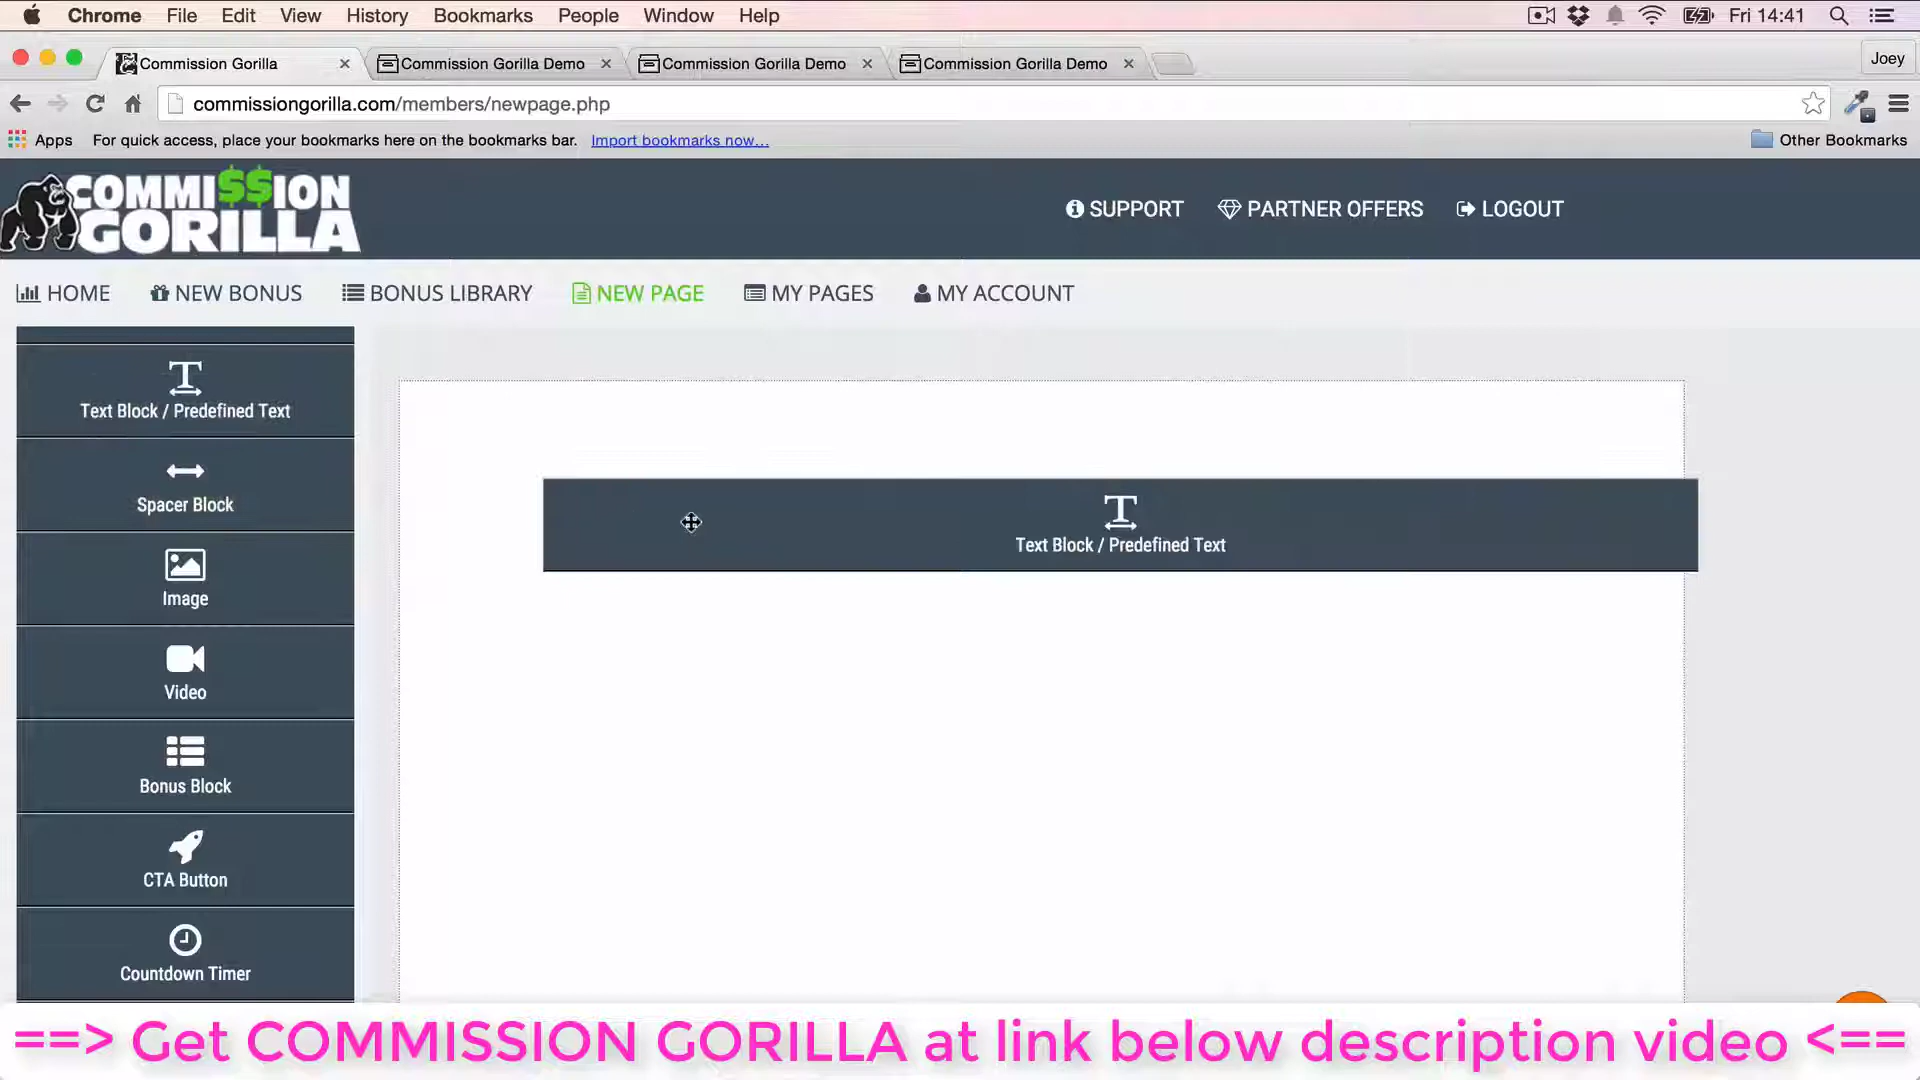 Chrome File Edit View History Bookmarks People Window Help Fri 14:41
Commission Gorilla Commission Gorilla Demo Commission Gorilla Demo Commission Gorilla Demo Joey
commissiongorilla.com/members/newpage.php
Apps For quick access, place your bookmarks here on the bookmarks bar. Import bookmarks now... Other Bookmarks
COMMI$$ION
GORILLA
SUPPORT PARTNER OFFERS LOGOUT
HOME NEW BONUS BONUS LIBRARY NEW PAGE MY PAGES MY ACCOUNT
Text Block / Predefined Text
Spacer Block
Image
Video
Bonus Block
CTA Button
Countdown Timer
Text Block / Predefined Text
==> Get COMMISSION GORILLA at link below description video <==